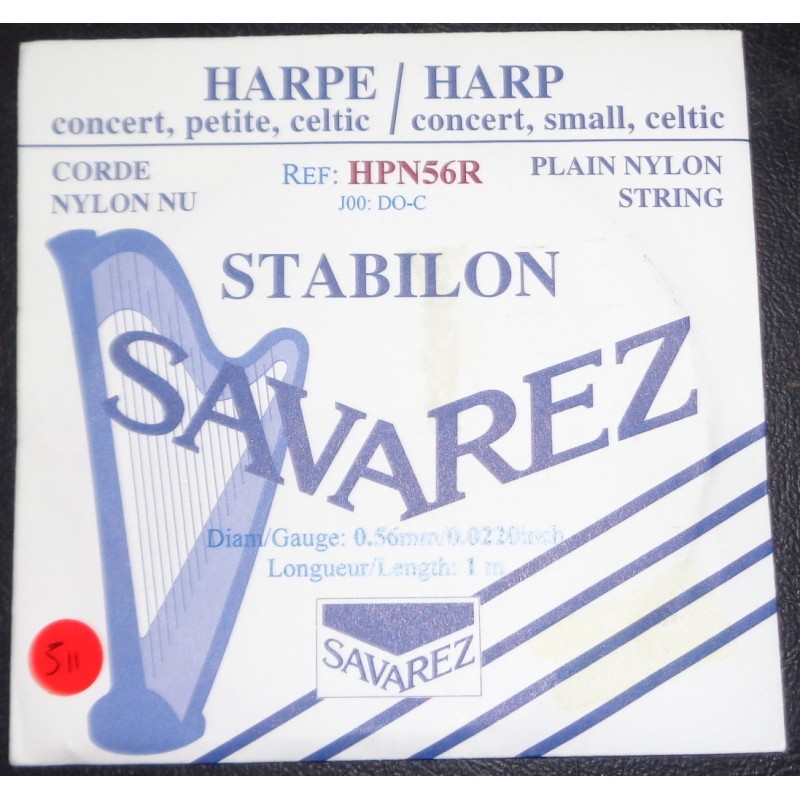 HARPE / HARP
concert, petite, celtic / concert, small, celtic
CORDE NYLON NU
REF: HPN56R
J00: DO-C
PLAIN NYLON STRING
STABILON
SAVAREZ
Diam/Gauge: 0.56mm/0.0220inch
Longueur/Length: 1 m
SAVAREZ